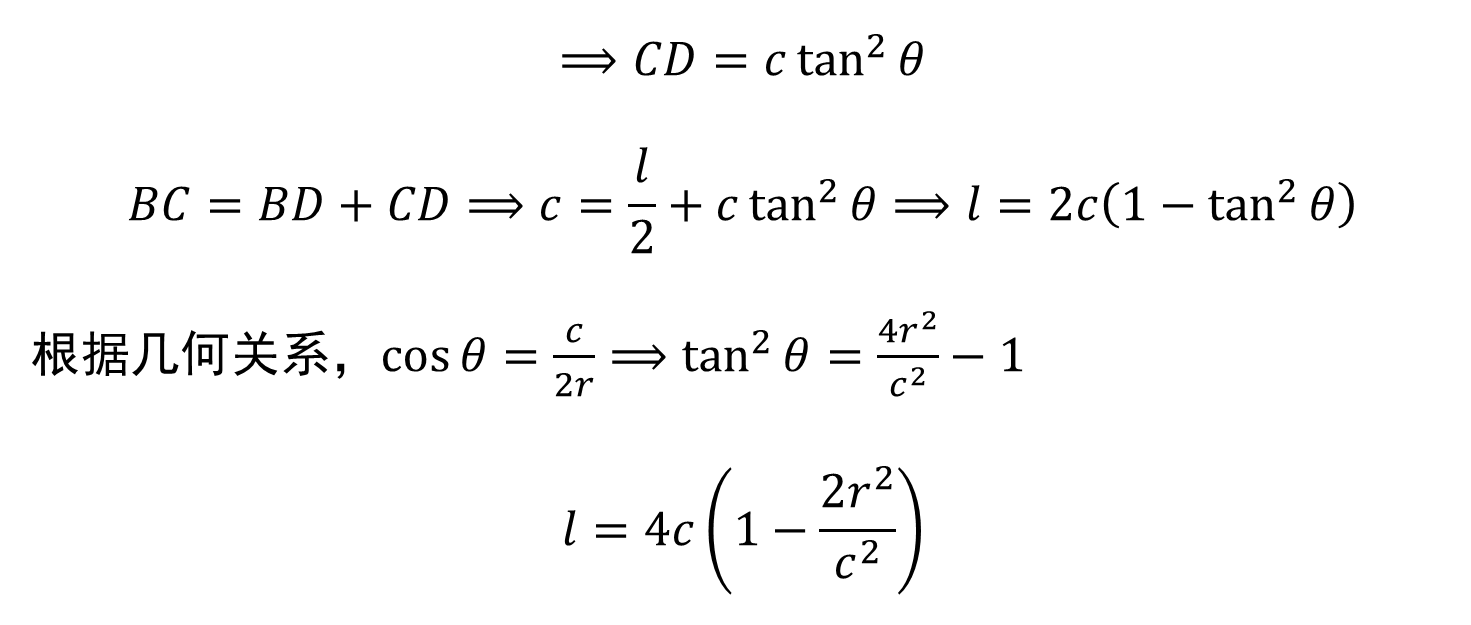 ⟹ CD = c tan² θ
BC = BD + CD ⟹ c = l/2 + c tan² θ ⟹ l = 2c(1 − tan² θ)
根据几何关系，cos θ = c/2r ⟹ tan² θ = 4r²/c² − 1
l = 4c(1 − 2r²/c²)